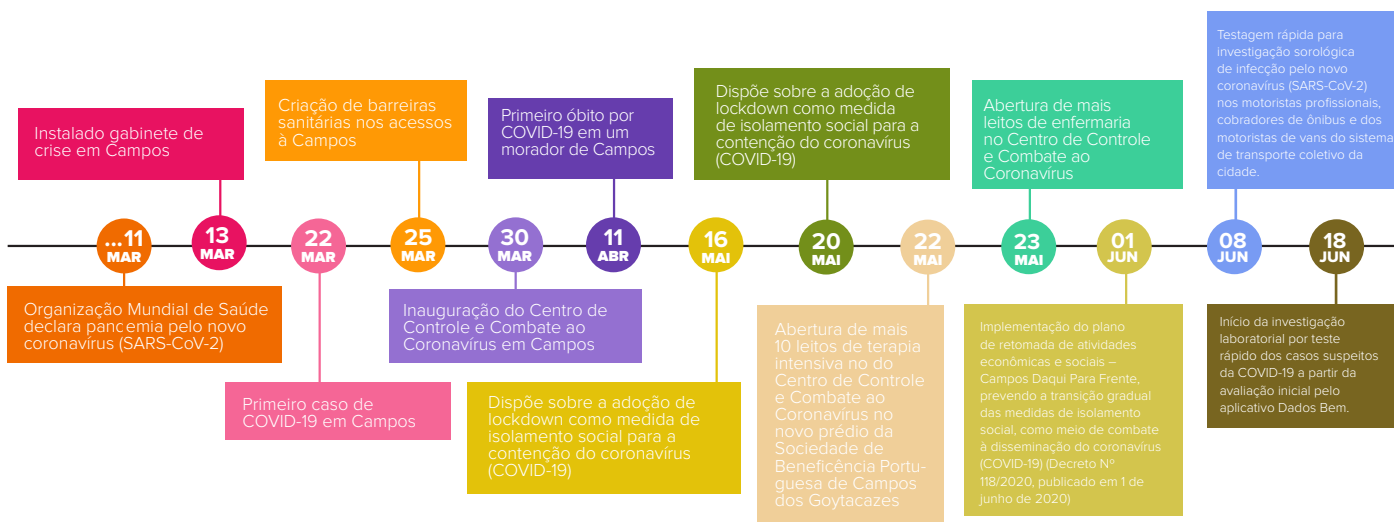 ...11
MAR
Organização Mundial de Saúde
declara pancemia pelo novo
coronavírus (SARS-CoV-2)
13
MAR
Instalado gabinete de
crise em Campos
22
MAR
Primeiro caso de
COVID-19 em Campos
25
MAR
Criação de barreiras
sanitárias nos acessos
à Campos
30
MAR
Inauguração do Centro de
Controle e Combate ao
Coronavírus em Campos
11
ABR
Primeiro óbito por
COVID-19 em um
morador de Campos
16
MAI
Dispõe sobre a adoção de
lockdown como medida de
isolamento social para a
contenção do coronavírus
(COVID-19)
20
MAI
Dispõe sobre a adoção de
lockdown como medida
de isolamento social para a
contenção do coronavírus
(COVID-19)
22
MAI
Abertura de mais
10 leitos de terapia
intensiva no do
Centro de Controle
e Combate ao
Coronavírus no
novo prédio da
Sociedade de
Beneficência Portu-
guesa de Campos
dos Goytacazes
23
MAI
Abertura de mais
leitos de enfermaria
no Centro de Controle
e Combate ao
Coronavírus
01
JUN
Implementação do plano
de retomada de atividades
econômicas e sociais –
Campos Daqui Para Frente,
prevendo a transição gradual
das medidas de isolamento
social, como meio de combate
à disseminação do coronavírus
(COVID-19) (Decreto Nº
118/2020, publicado em 1 de
junho de 2020)
08
JUN
Testagem rápida para
investigação sorológica
de infecção pelo novo
coronavírus (SARS-CoV-2)
nos motoristas profissionais,
cobradores de ônibus e dos
motoristas de vans do sistema
de transporte coletivo da
cidade.
18
JUN
Início da investigação
laboratorial por teste
rápido dos casos suspeitos
da COVID-19 a partir da
avaliação inicial pelo
aplicativo Dados Bem.